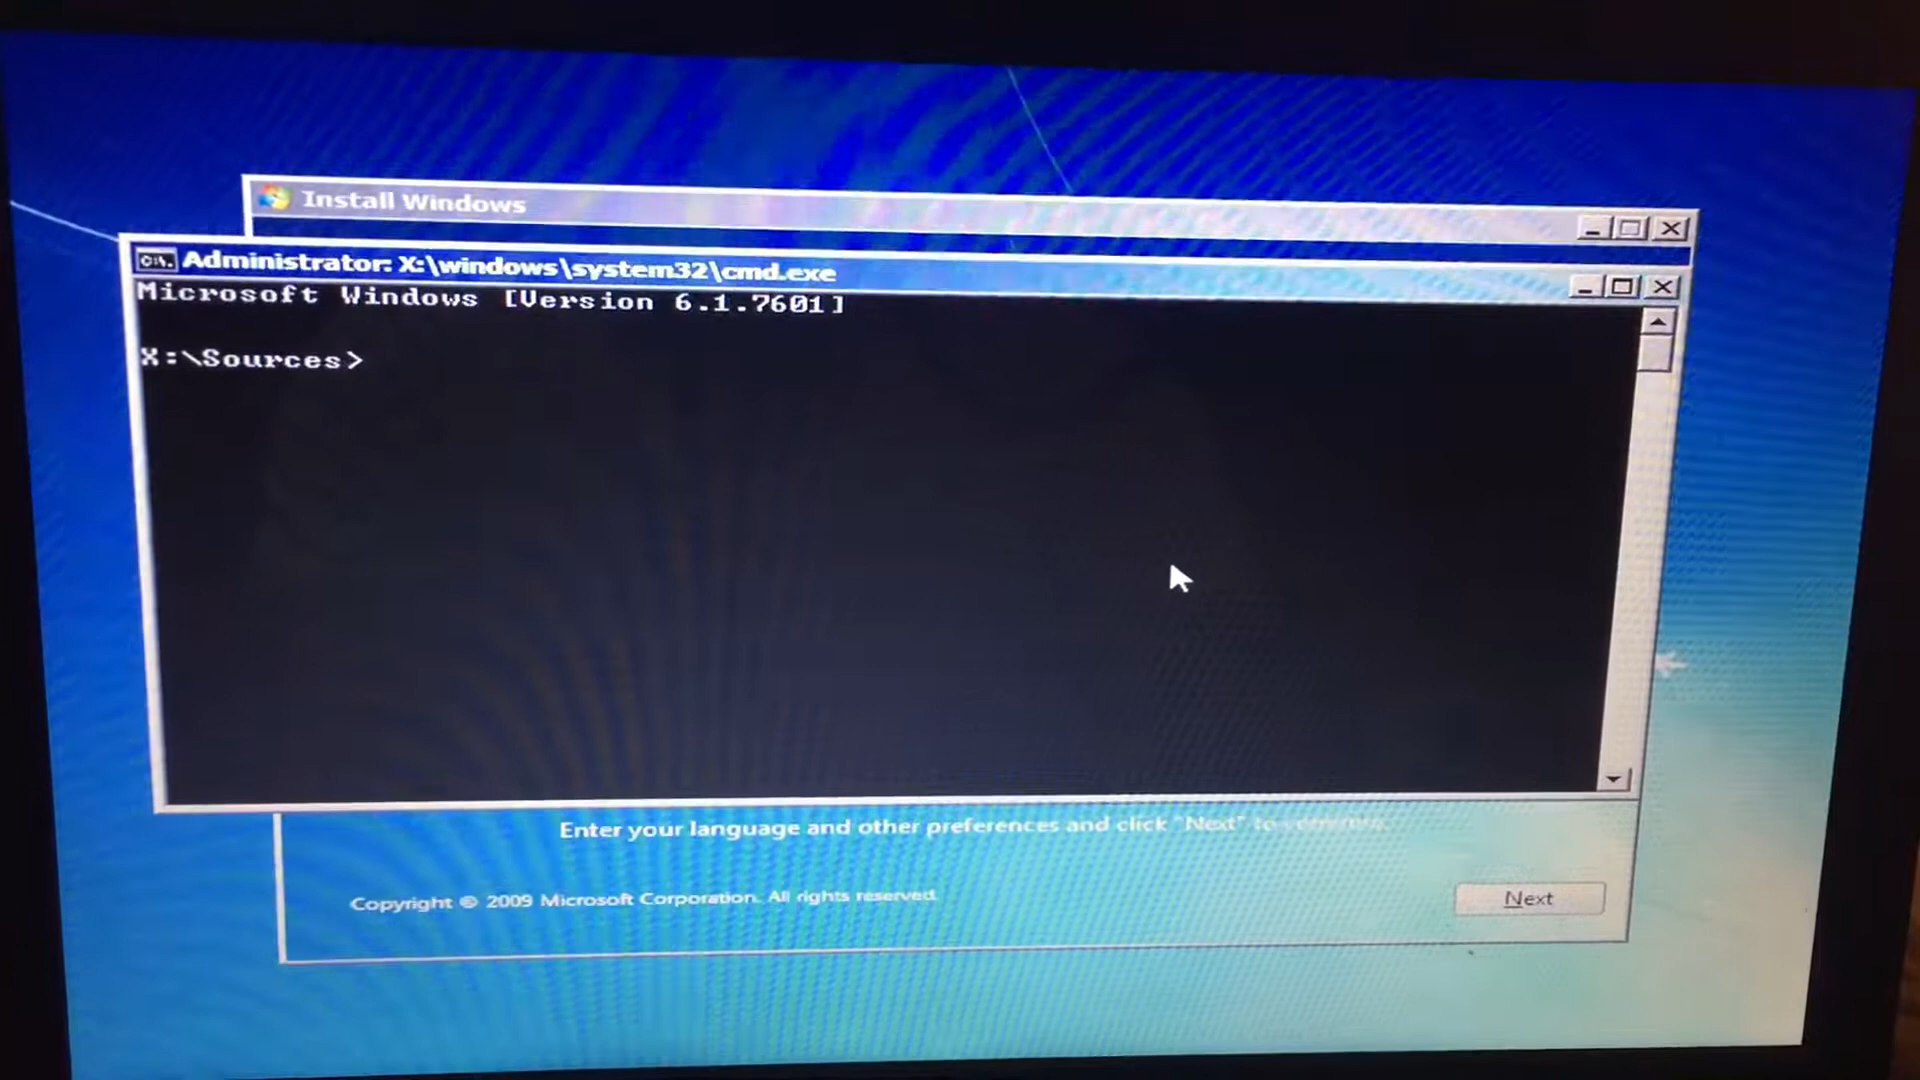 Install Windows
Administrator: X:\windows\system32\cmd.exe
Microsoft Windows [Version 6.1.7601]
X:\Sources>
Enter your language and other preferences and click "Next" to
Copyright © 2009 Microsoft Corporation. All rights reserved.
Next